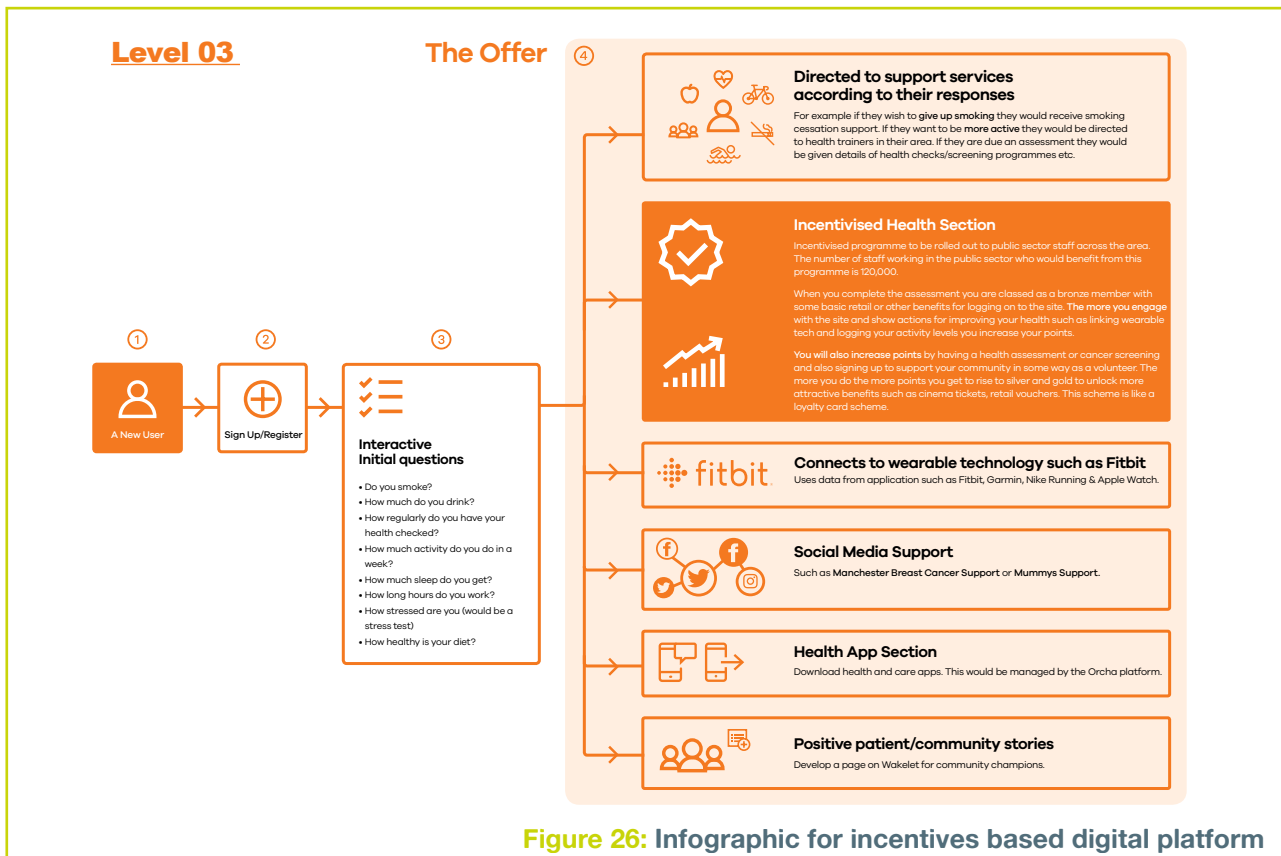 Level 03
The Offer
4
Directed to support services
according to their responses
For example if they wish to give up smoking they would receive smoking
cessation support. If they want to be more active they would be directed
to health trainers in their area. If they are due an assessment they would
be given details of health checks/screening programmes etc.
Incentivised Health Section
Incentivised programme to be rolled out to public sector staff across the area.
The number of staff working in the public sector who would benefit from this
programme is 120,000.
When you complete the assessment you are classed as a bronze member with
some basic retail or other benefits for logging on to the site. The more you engage
with the site and show actions for improving your health such as linking wearable
tech and logging your activity levels you increase your points.
You will also increase points by having a health assessment or cancer screening
and also signing up to support your community in some way as a volunteer. The
more you do the more points you get to rise to silver and gold to unlock more
attractive benefits such as cinema tickets, retail vouchers. This scheme is like a
loyalty card scheme.
1
A New User
2
Sign Up/Register
3
Interactive
Initial questions
• Do you smoke?
• How much do you drink?
• How regularly do you have your
health checked?
• How much activity do you do in a
week?
• How much sleep do you get?
• How long hours do you work?
• How stressed are you (would be a
stress test)
• How healthy is your diet?
fitbit.
Connects to wearable technology such as Fitbit
Uses data from application such as Fitbit, Garmin, Nike Running & Apple Watch.
Social Media Support
Such as Manchester Breast Cancer Support or Mummys Support.
Health App Section
Download health and care apps. This would be managed by the Orcha platform.
Positive patient/community stories
Develop a page on Wakelet for community champions.
Figure 26: Infographic for incentives based digital platform